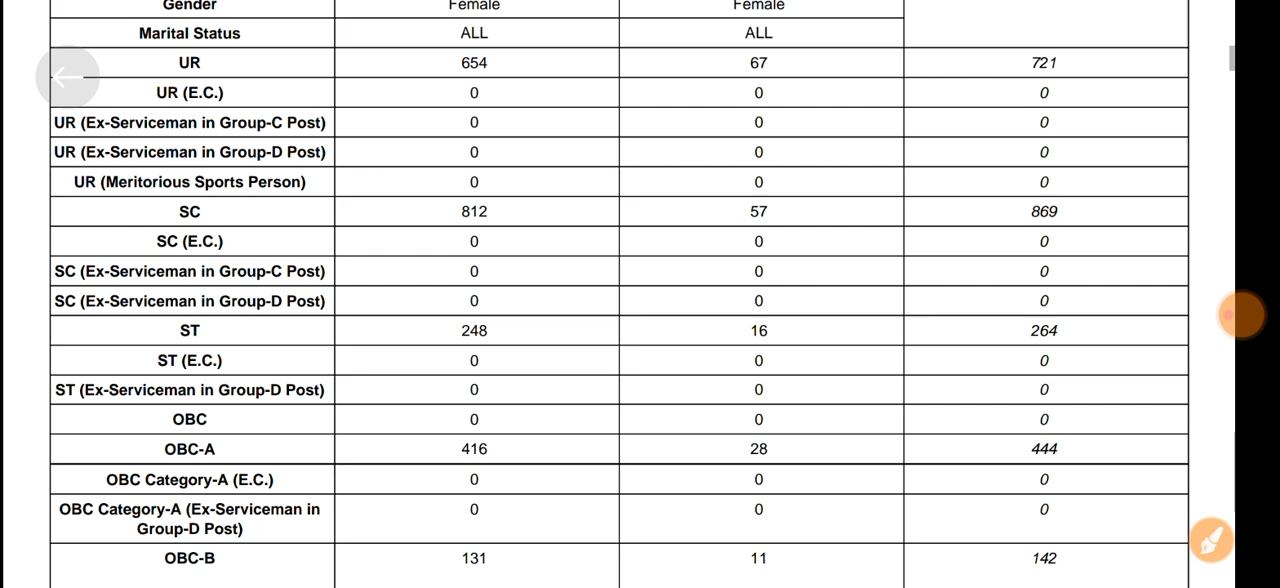 Gender Female Female
Marital Status ALL ALL
UR 654 67 721
UR (E.C.) 0 0 0
UR (Ex-Serviceman in Group-C Post) 0 0 0
UR (Ex-Serviceman in Group-D Post) 0 0 0
UR (Meritorious Sports Person) 0 0 0
SC 812 57 869
SC (E.C.) 0 0 0
SC (Ex-Serviceman in Group-C Post) 0 0 0
SC (Ex-Serviceman in Group-D Post) 0 0 0
ST 248 16 264
ST (E.C.) 0 0 0
ST (Ex-Serviceman in Group-D Post) 0 0 0
OBC 0 0 0
OBC-A 416 28 444
OBC Category-A (E.C.) 0 0 0
OBC Category-A (Ex-Serviceman in
Group-D Post) 0 0 0
OBC-B 131 11 142